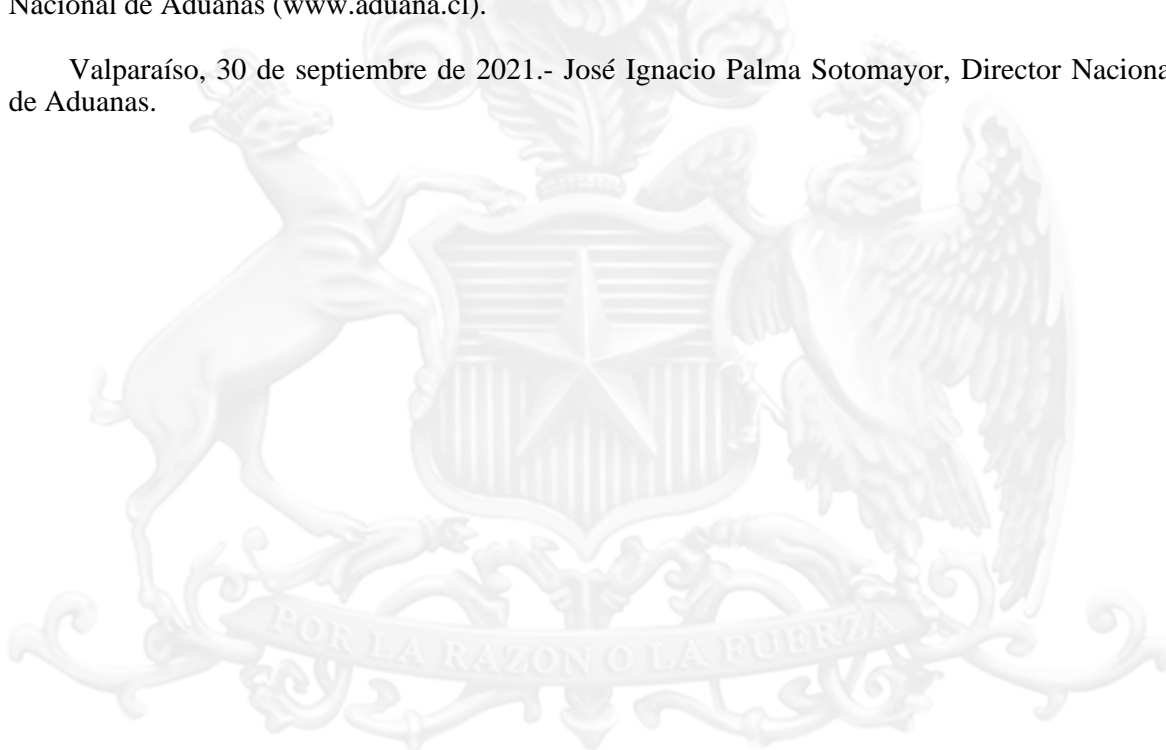 Nacional de Aduanas (www.aduana.cl).
Valparaíso, 30 de septiembre de 2021.- José Ignacio Palma Sotomayor, Director Naciona
de Aduanas.
POR LA RAZON O LA FUERZA